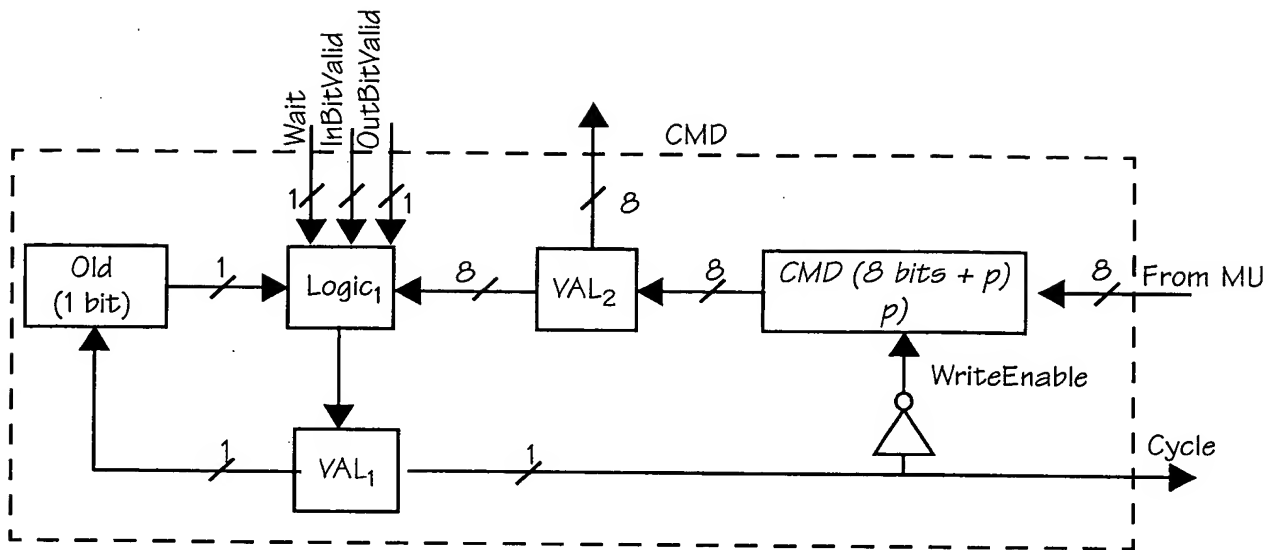 Wait
InBitValid
OutBitValid
CMD
1
1
8
Old
(1 bit)
1
Logic1
8
VAL2
8
CMD (8 bits + p)
p)
8
From MU
WriteEnable
1
VAL1
1
Cycle